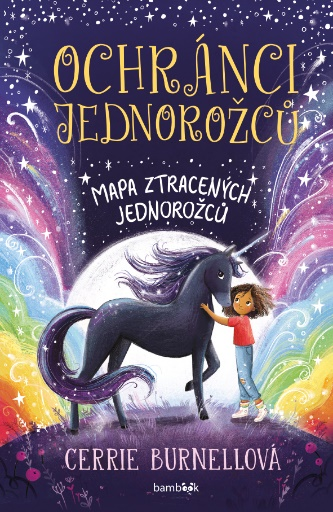 OCHRÁNCI
JEDNOROŽCŮ
MAPA ZTRACENÝCH
JEDNOROŽCŮ
CERRIE BURNELLOVÁ
bambook